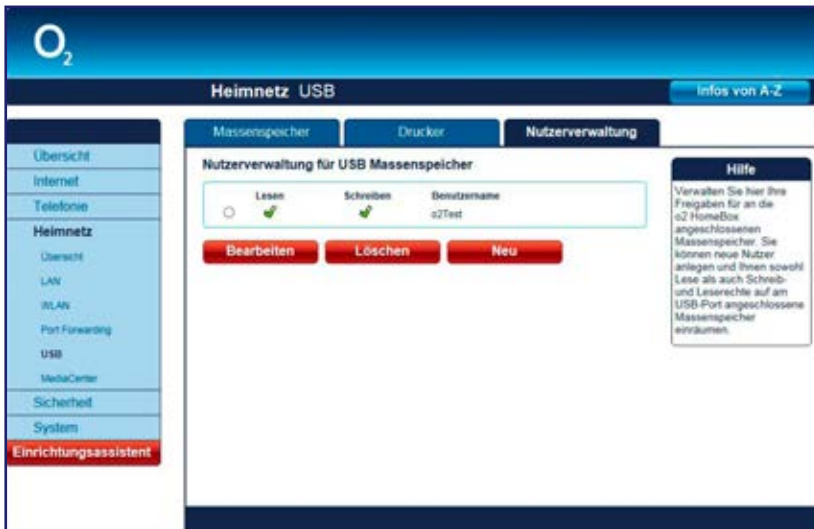 O2
Heimnetz USB
Infos von A-Z
Massenspeicher Drucker Nutzerverwaltung
Übersicht
Internet
Telefonie
Heimnetz
Übersicht
LAN
WLAN
Port Forwarding
USB
MediaCenter
Sicherheit
System
Einrichtungsassistent
Nutzerverwaltung für USB Massenspeicher
Lesen Schreiben Benutzername
o2Test
Bearbeiten Löschen Neu
Hilfe
Verwalten Sie hier Ihre
Freigaben für an die
o2 HomeBox
angeschlossenen
Massenspeicher. Sie
können neue Nutzer
anlegen und Ihnen sowohl
Lese als auch Schreib-
und Leserechte auf am
USB-Port angeschlossene
Massenspeicher
einräumen.